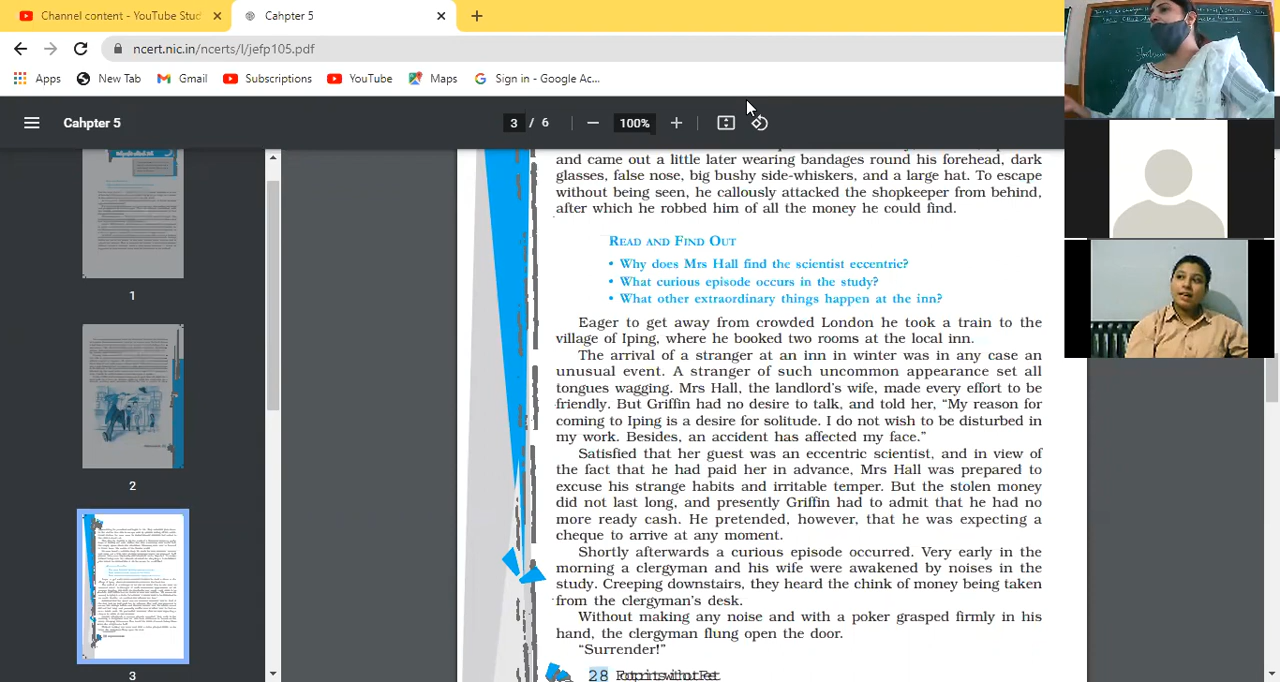 Channel content - YouTube Stud
Cahpter 5
ncert.nic.in/ncerts/l/jefp105.pdf
Apps New Tab Gmail Subscriptions YouTube Maps Sign in - Google Ac...
Cahpter 5
3 / 6
100%
1
2
3
and came out a little later wearing bandages round his forehead, dark
glasses, false nose, big bushy side-whiskers, and a large hat. To escape
without being seen, he callously attacked the shopkeeper from behind,
after which he robbed him of all the money he could find.
READ AND FIND OUT
• Why does Mrs Hall find the scientist eccentric?
• What curious episode occurs in the study?
• What other extraordinary things happen at the inn?
Eager to get away from crowded London he took a train to the
village of Iping, where he booked two rooms at the local inn.
The arrival of a stranger at an inn in winter was in any case an
unusual event. A stranger of such uncommon appearance set all
tongues wagging. Mrs Hall, the landlord's wife, made every effort to be
friendly. But Griffin had no desire to talk, and told her, “My reason for
coming to Iping is a desire for solitude. I do not wish to be disturbed in
my work. Besides, an accident has affected my face.”
Satisfied that her guest was an eccentric scientist, and in view of
the fact that he had paid her in advance, Mrs Hall was prepared to
excuse his strange habits and irritable temper. But the stolen money
did not last long, and presently Griffin had to admit that he had no
more ready cash. He pretended, however, that he was expecting a
cheque to arrive at any moment.
Shortly afterwards a curious episode occurred. Very early in the
morning a clergyman and his wife were awakened by noises in the
study. Creeping downstairs, they heard the chink of money being taken
from the clergyman's desk.
Without making any noise and with a poker grasped firmly in his
hand, the clergyman flung open the door.
“Surrender!”
28